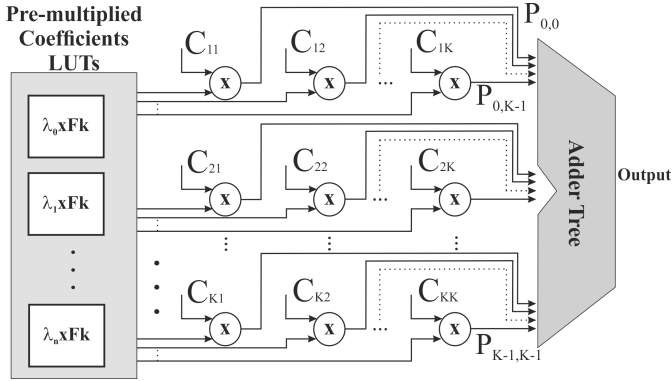 Pre-multiplied
Coefficients
LUTs
λ₀xFk
λ₁xFk
λₙxFk
C₁₁ C₁₂ C₁K
x x ... x
P₀,₀
P₀,K-1
C₂₁ C₂₂ C₂K
x x ... x
CK1 CK2 CKK
x x ... x
PK-1,K-1
Adder Tree
Output